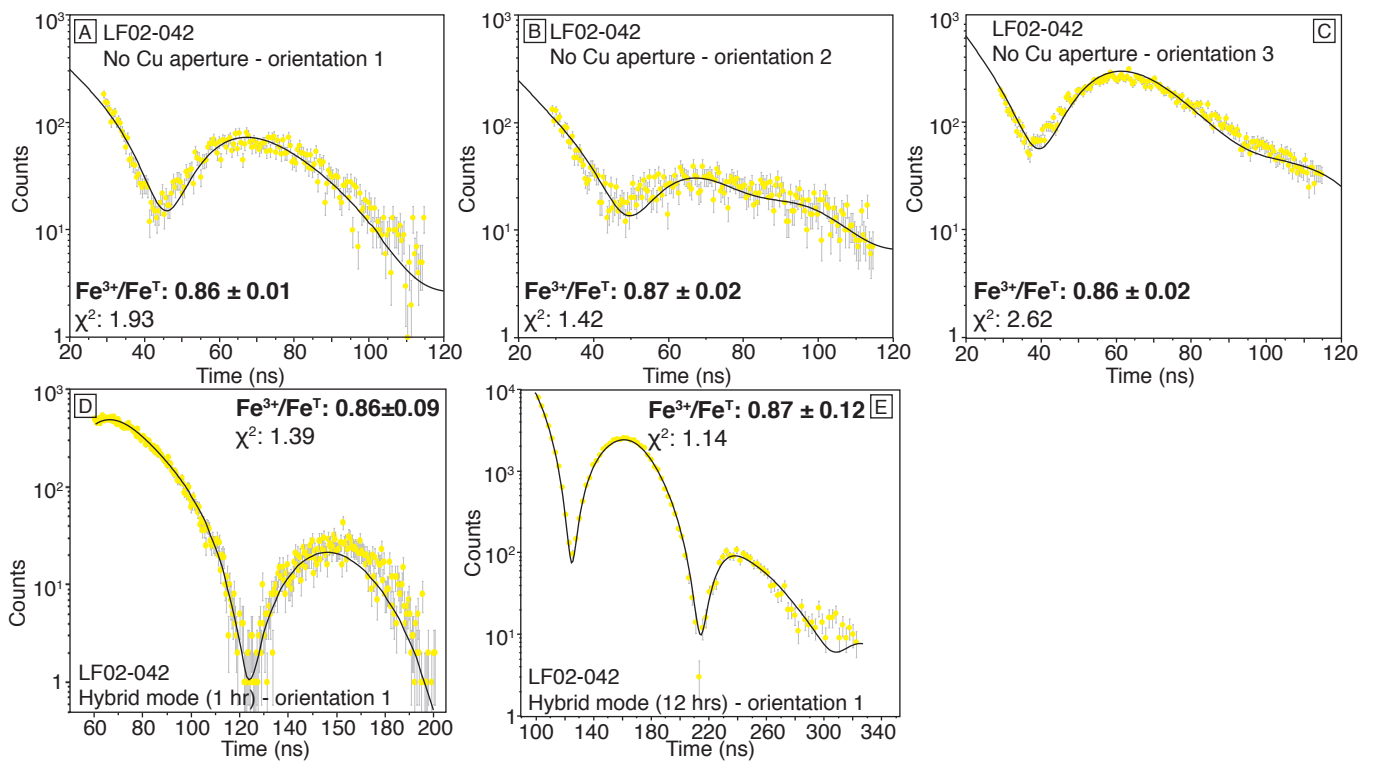 A LF02-042
No Cu aperture - orientation 1
10³
10²
10¹
1
Counts
Fe³⁺/Feᵀ: 0.86 ± 0.01
χ²: 1.93
20 40 60 80 100 120
Time (ns)
B LF02-042
No Cu aperture - orientation 2
10³
10²
10¹
1
Counts
Fe³⁺/Feᵀ: 0.87 ± 0.02
χ²: 1.42
20 40 60 80 100 120
Time (ns)
LF02-042 C
No Cu aperture - orientation 3
10³
10²
10¹
1
Counts
Fe³⁺/Feᵀ: 0.86 ± 0.02
χ²: 2.62
20 40 60 80 100 120
Time (ns)
D Fe³⁺/Feᵀ: 0.86±0.09
χ²: 1.39
10³
10²
10¹
1
Counts
LF02-042
Hybrid mode (1 hr) - orientation 1
60 80 100 120 140 160 180 200
Time (ns)
Fe³⁺/Feᵀ: 0.87 ± 0.12 E
χ²: 1.14
10⁴
10³
10²
10¹
1
Counts
LF02-042
Hybrid mode (12 hrs) - orientation 1
100 140 180 220 260 300 340
Time (ns)